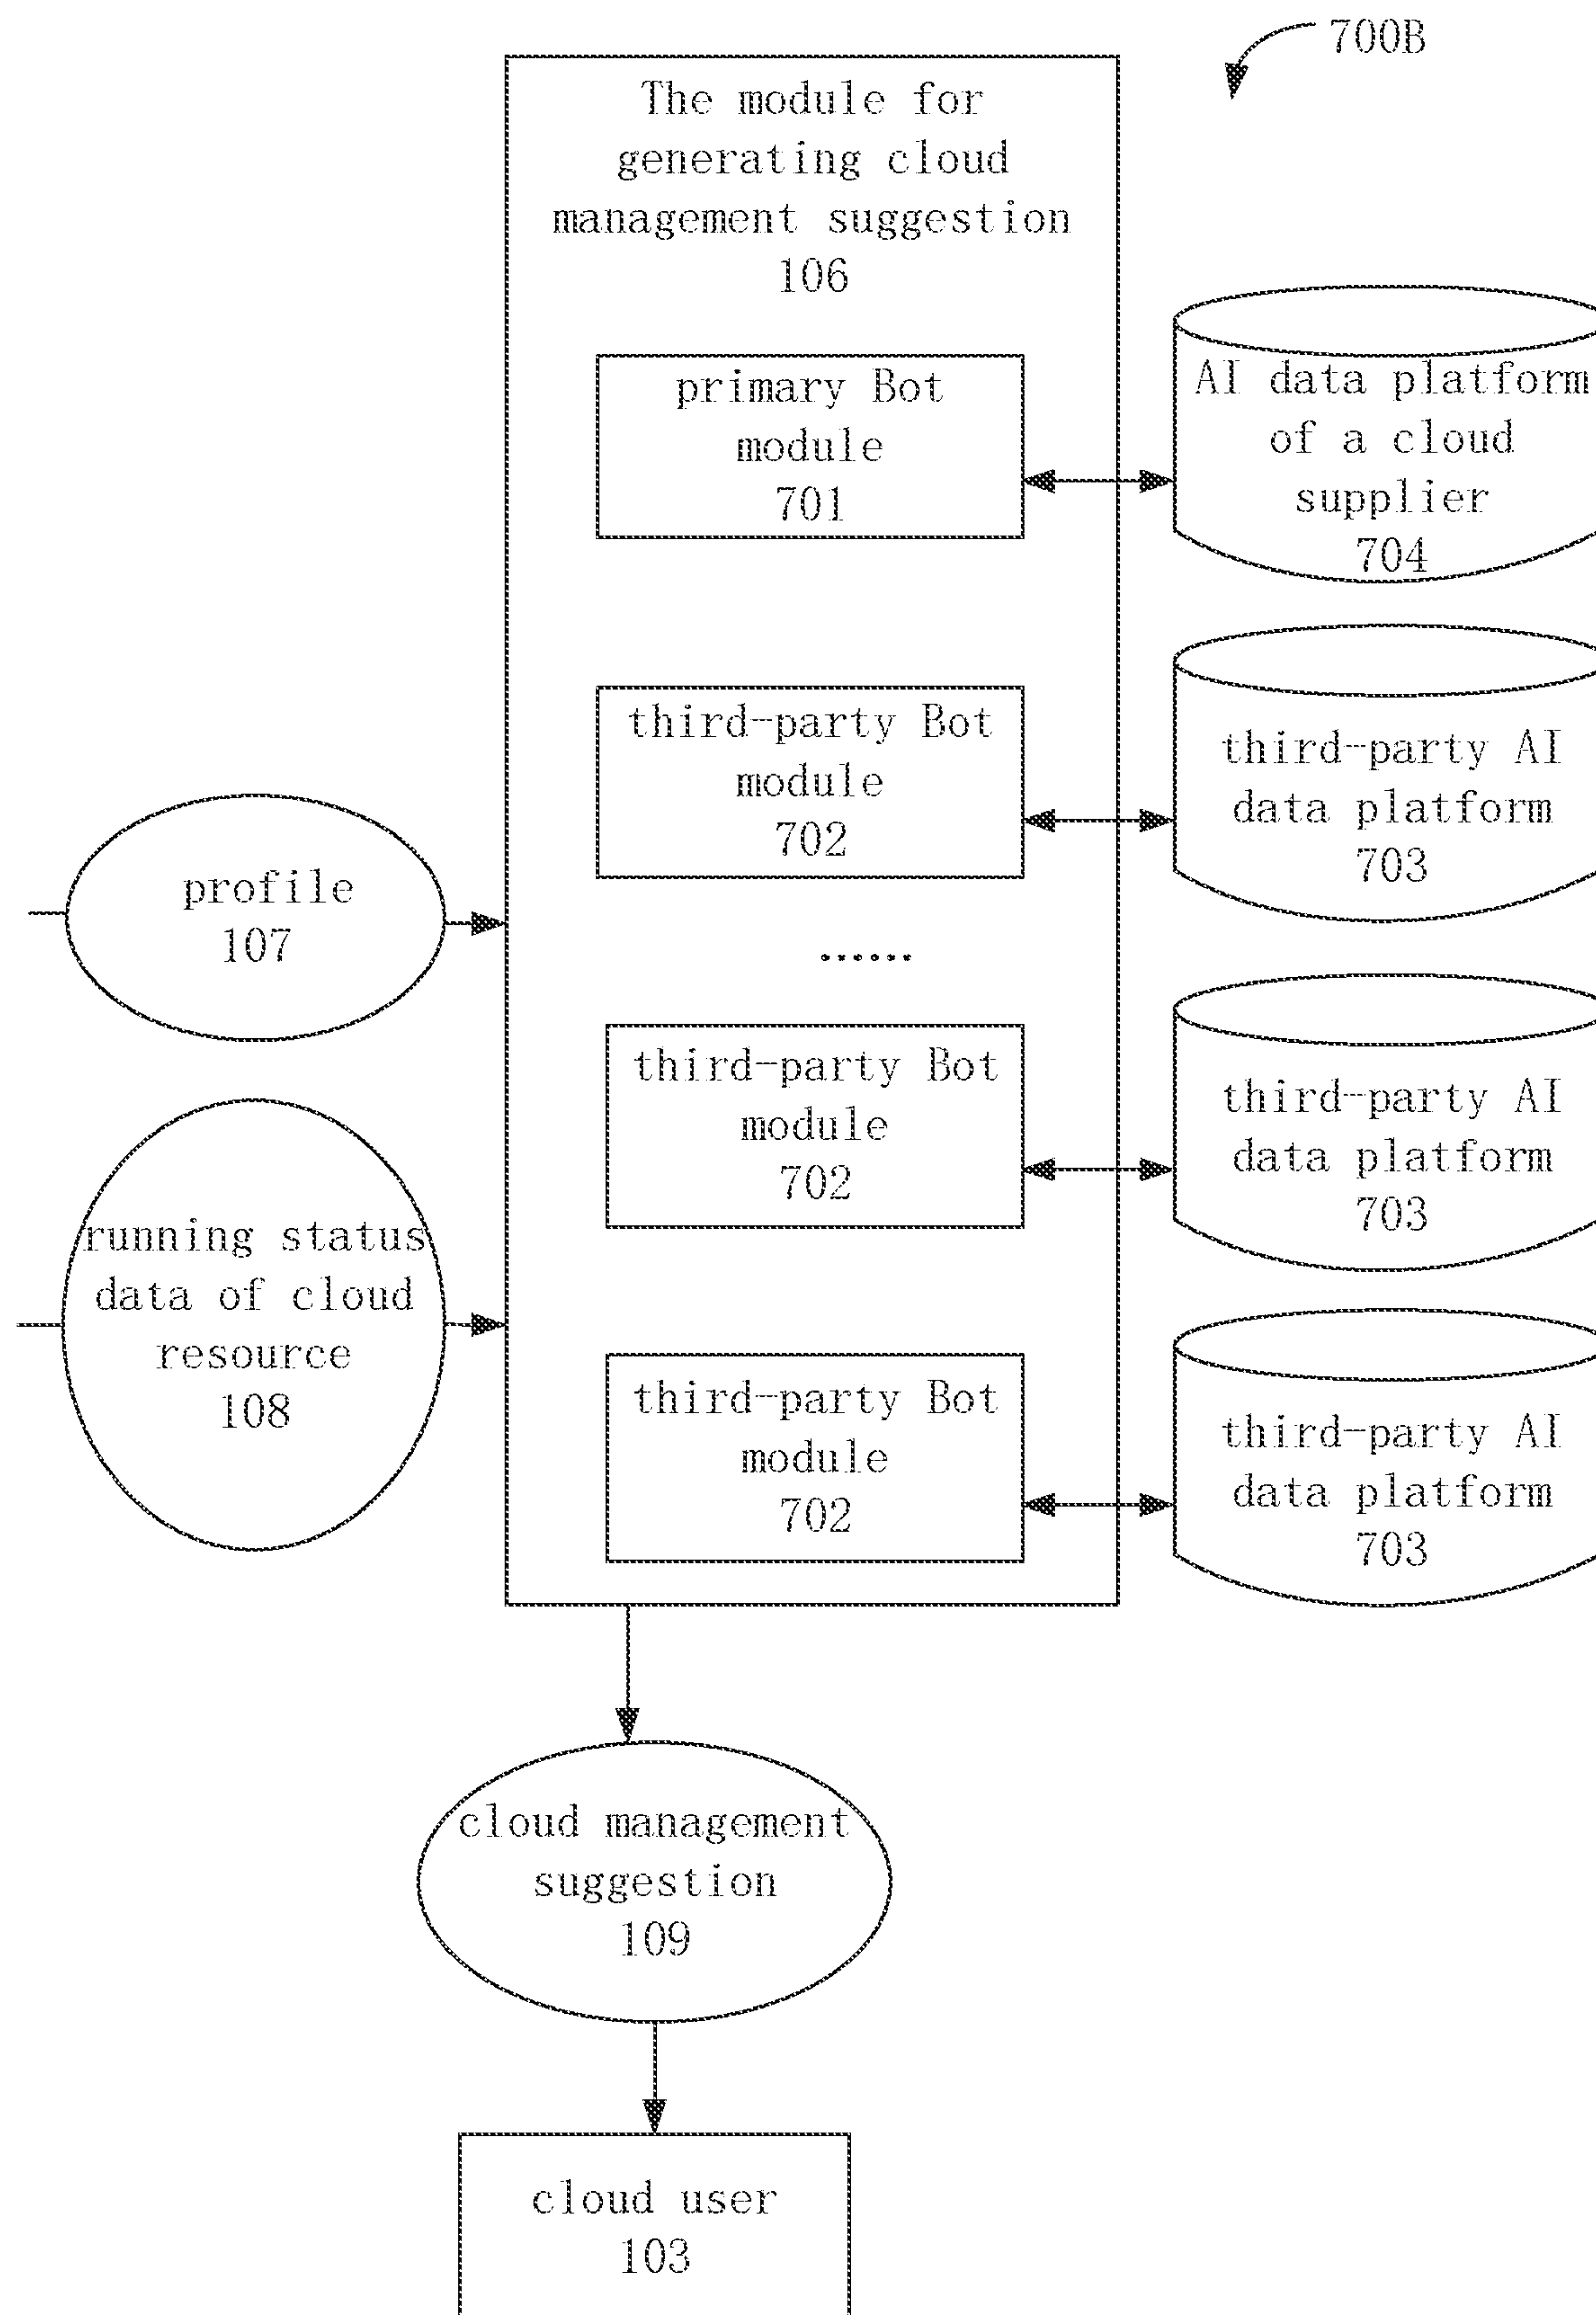 700B
The module for
generating cloud
management suggestion
106
primary Bot
module
701
AI data platform
of a cloud
supplier
704
third-party Bot
module
702
third-party AI
data platform
703
profile
107
......
third-party Bot
module
702
third-party AI
data platform
703
running status
data of cloud
resource
108
third-party Bot
module
702
third-party AI
data platform
703
cloud management
suggestion
109
cloud user
103